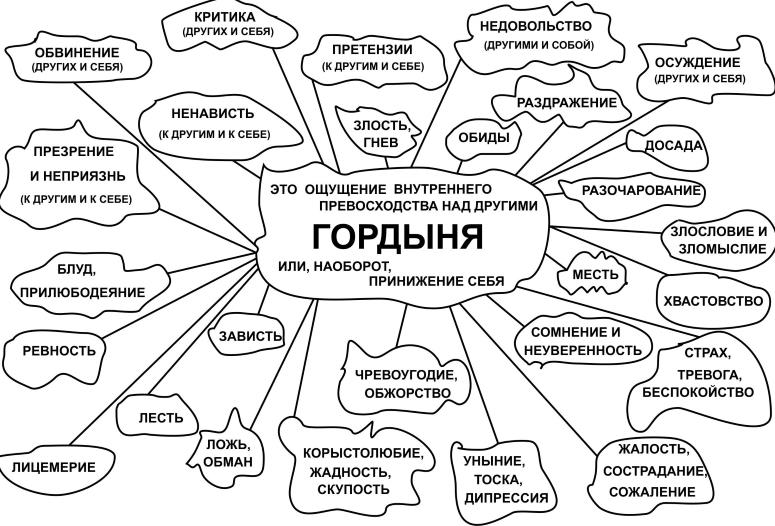 КРИТИКА
(ДРУГИХ И СЕБЯ)
НЕДОВОЛЬСТВО
(ДРУГИМИ И СОБОЙ)
ОБВИНЕНИЕ
(ДРУГИХ И СЕБЯ)
ПРЕТЕНЗИИ
(К ДРУГИМ И СЕБЕ)
ОСУЖДЕНИЕ
(ДРУГИХ И СЕБЯ)
НЕНАВИСТЬ
(К ДРУГИМ И К СЕБЕ)
ЗЛОСТЬ,
ГНЕВ
ОБИДЫ
РАЗДРАЖЕНИЕ
ДОСАДА
ПРЕЗРЕНИЕ
И НЕПРИЯЗНЬ
(К ДРУГИМ И К СЕБЕ)
РАЗОЧАРОВАНИЕ
ЭТО ОЩУЩЕНИЕ ВНУТРЕННЕГО
ПРЕВОСХОДСТВА НАД ДРУГИМИ
ГОРДЫНЯ
ИЛИ, НАОБОРОТ,
ПРИНИЖЕНИЕ СЕБЯ
ЗЛОСЛОВИЕ И
ЗЛОМЫСЛИЕ
БЛУД,
ПРИЛЮБОДЕЯНИЕ
МЕСТЬ
ХВАСТОВСТВО
ЗАВИСТЬ
СОМНЕНИЕ И
НЕУВЕРЕННОСТЬ
РЕВНОСТЬ
СТРАХ,
ТРЕВОГА,
БЕСПОКОЙСТВО
ЧРЕВОУГОДИЕ,
ОБЖОРСТВО
ЛЕСТЬ
ЛОЖЬ,
ОБМАН
ЛИЦЕМЕРИЕ
КОРЫСТОЛЮБИЕ,
ЖАДНОСТЬ,
СКУПОСТЬ
УНЫНИЕ,
ТОСКА,
ДИПРЕССИЯ
ЖАЛОСТЬ,
СОСТРАДАНИЕ,
СОЖАЛЕНИЕ